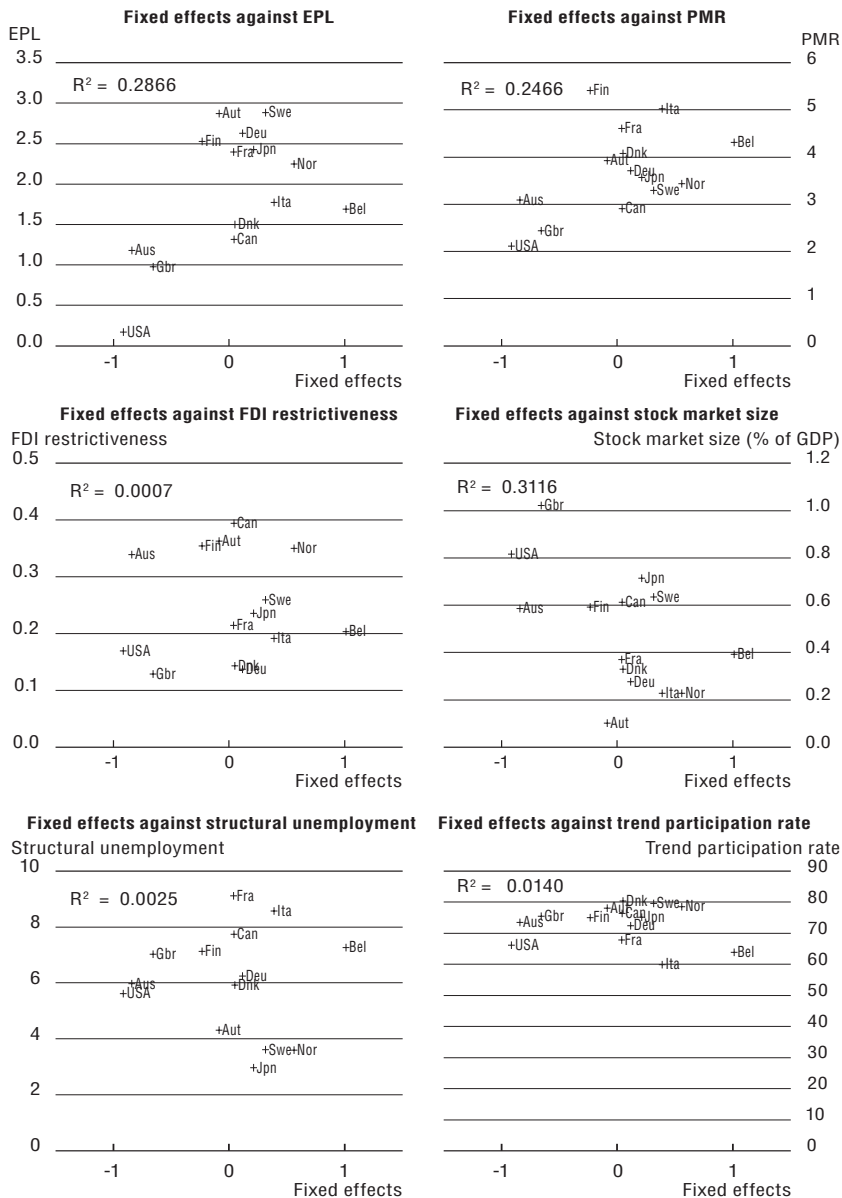 Fixed effects against EPL
EPL
3.5
3.0
2.5
2.0
1.5
1.0
0.5
0.0
R² = 0.2866
+Aut
+Swe
+Deu
+Fin
+Fra
+Jpn
+Nor
+Ita
+Bel
+Dnk
+Can
+Aus
+Gbr
+USA
-1
0
1
Fixed effects
Fixed effects against PMR
PMR
6
5
4
3
2
1
0
R² = 0.2466
+Fin
+Ita
+Fra
+Bel
+Dnk
+Aut
+Deu
+Jpn
+Nor
+Swe
+Aus
+Can
+Gbr
+USA
-1
0
1
Fixed effects
Fixed effects against FDI restrictiveness
FDI restrictiveness
0.5
0.4
0.3
0.2
0.1
0.0
R² = 0.0007
+Can
+Aut
+Fin
+Nor
+Aus
+Swe
+Jpn
+Fra
+Bel
+Ita
+USA
+Dnk
+Deu
+Gbr
-1
0
1
Fixed effects
Fixed effects against stock market size
Stock market size (% of GDP)
1.2
1.0
0.8
0.6
0.4
0.2
0.0
R² = 0.3116
+Gbr
+USA
+Jpn
+Swe
+Can
+Fin
+Aus
+Bel
+Fra
+Dnk
+Deu
+Ita
+Nor
+Aut
-1
0
1
Fixed effects
Fixed effects against structural unemployment
Structural unemployment
10
8
6
4
2
0
R² = 0.0025
+Fra
+Ita
+Can
+Bel
+Fin
+Gbr
+Deu
+Aus
+Dnk
+USA
+Aut
+Swe
+Nor
+Jpn
-1
0
1
Fixed effects
Fixed effects against trend participation rate
Trend participation rate
90
80
70
60
50
40
30
20
10
0
R² = 0.0140
+Dnk
+Swe
+Nor
+Aut
+Can
+Gbr
+Fin
+Jpn
+Aus
+Deu
+Fra
+USA
+Bel
+Ita
-1
0
1
Fixed effects